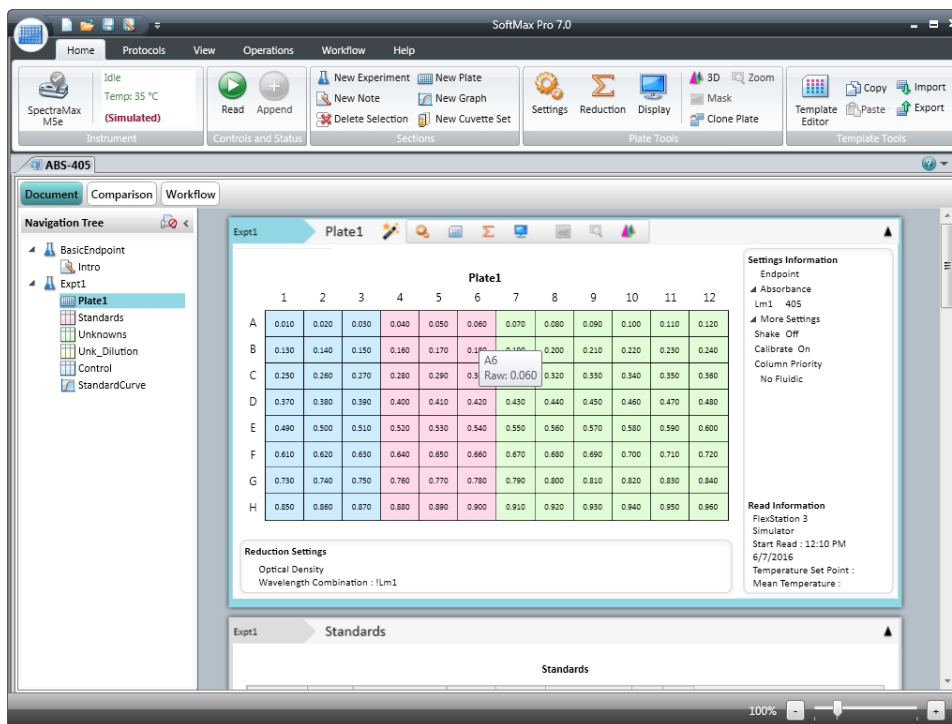 SoftMax Pro 7.0
Home Protocols View Operations Workflow Help
SpectraMax M5e
Idle
Temp: 35 °C
(Simulated)
Instrument
Read Append
Controls and Status
New Experiment New Plate
New Note New Graph
Delete Selection New Cuvette Set
Sections
Settings Reduction Display
3D Zoom
Mask
Clone Plate
Plate Tools
Template Editor
Copy Import
Paste Export
Template Tools
ABS-405
Document Comparison Workflow
Navigation Tree
BasicEndpoint
Intro
Expt1
Plate1
Standards
Unknowns
Unk_Dilution
Control
StandardCurve
Expt1 Plate1
Plate1
1 2 3 4 5 6 7 8 9 10 11 12
A 0.010 0.020 0.030 0.040 0.050 0.060 0.070 0.080 0.090 0.100 0.110 0.120
B 0.130 0.140 0.150 0.160 0.170 0.200 0.210 0.220 0.230 0.240
C 0.250 0.260 0.270 0.280 0.290 0.320 0.330 0.340 0.350 0.360
D 0.370 0.380 0.390 0.400 0.410 0.420 0.430 0.440 0.450 0.460 0.470 0.480
E 0.490 0.500 0.510 0.520 0.530 0.540 0.550 0.560 0.570 0.580 0.590 0.600
F 0.610 0.620 0.630 0.640 0.650 0.660 0.670 0.680 0.690 0.700 0.710 0.720
G 0.730 0.740 0.750 0.760 0.770 0.780 0.790 0.800 0.810 0.820 0.830 0.840
H 0.850 0.860 0.870 0.880 0.890 0.900 0.910 0.920 0.930 0.940 0.950 0.960
A6
Raw: 0.060
Settings Information
Endpoint
Absorbance
Lm1 405
More Settings
Shake Off
Calibrate On
Column Priority
No Fluidic
Read Information
FlexStation 3
Simulator
Start Read : 12:10 PM
6/7/2016
Temperature Set Point :
Mean Temperature :
Reduction Settings
Optical Density
Wavelength Combination : !Lm1
Expt1 Standards
Standards
100%